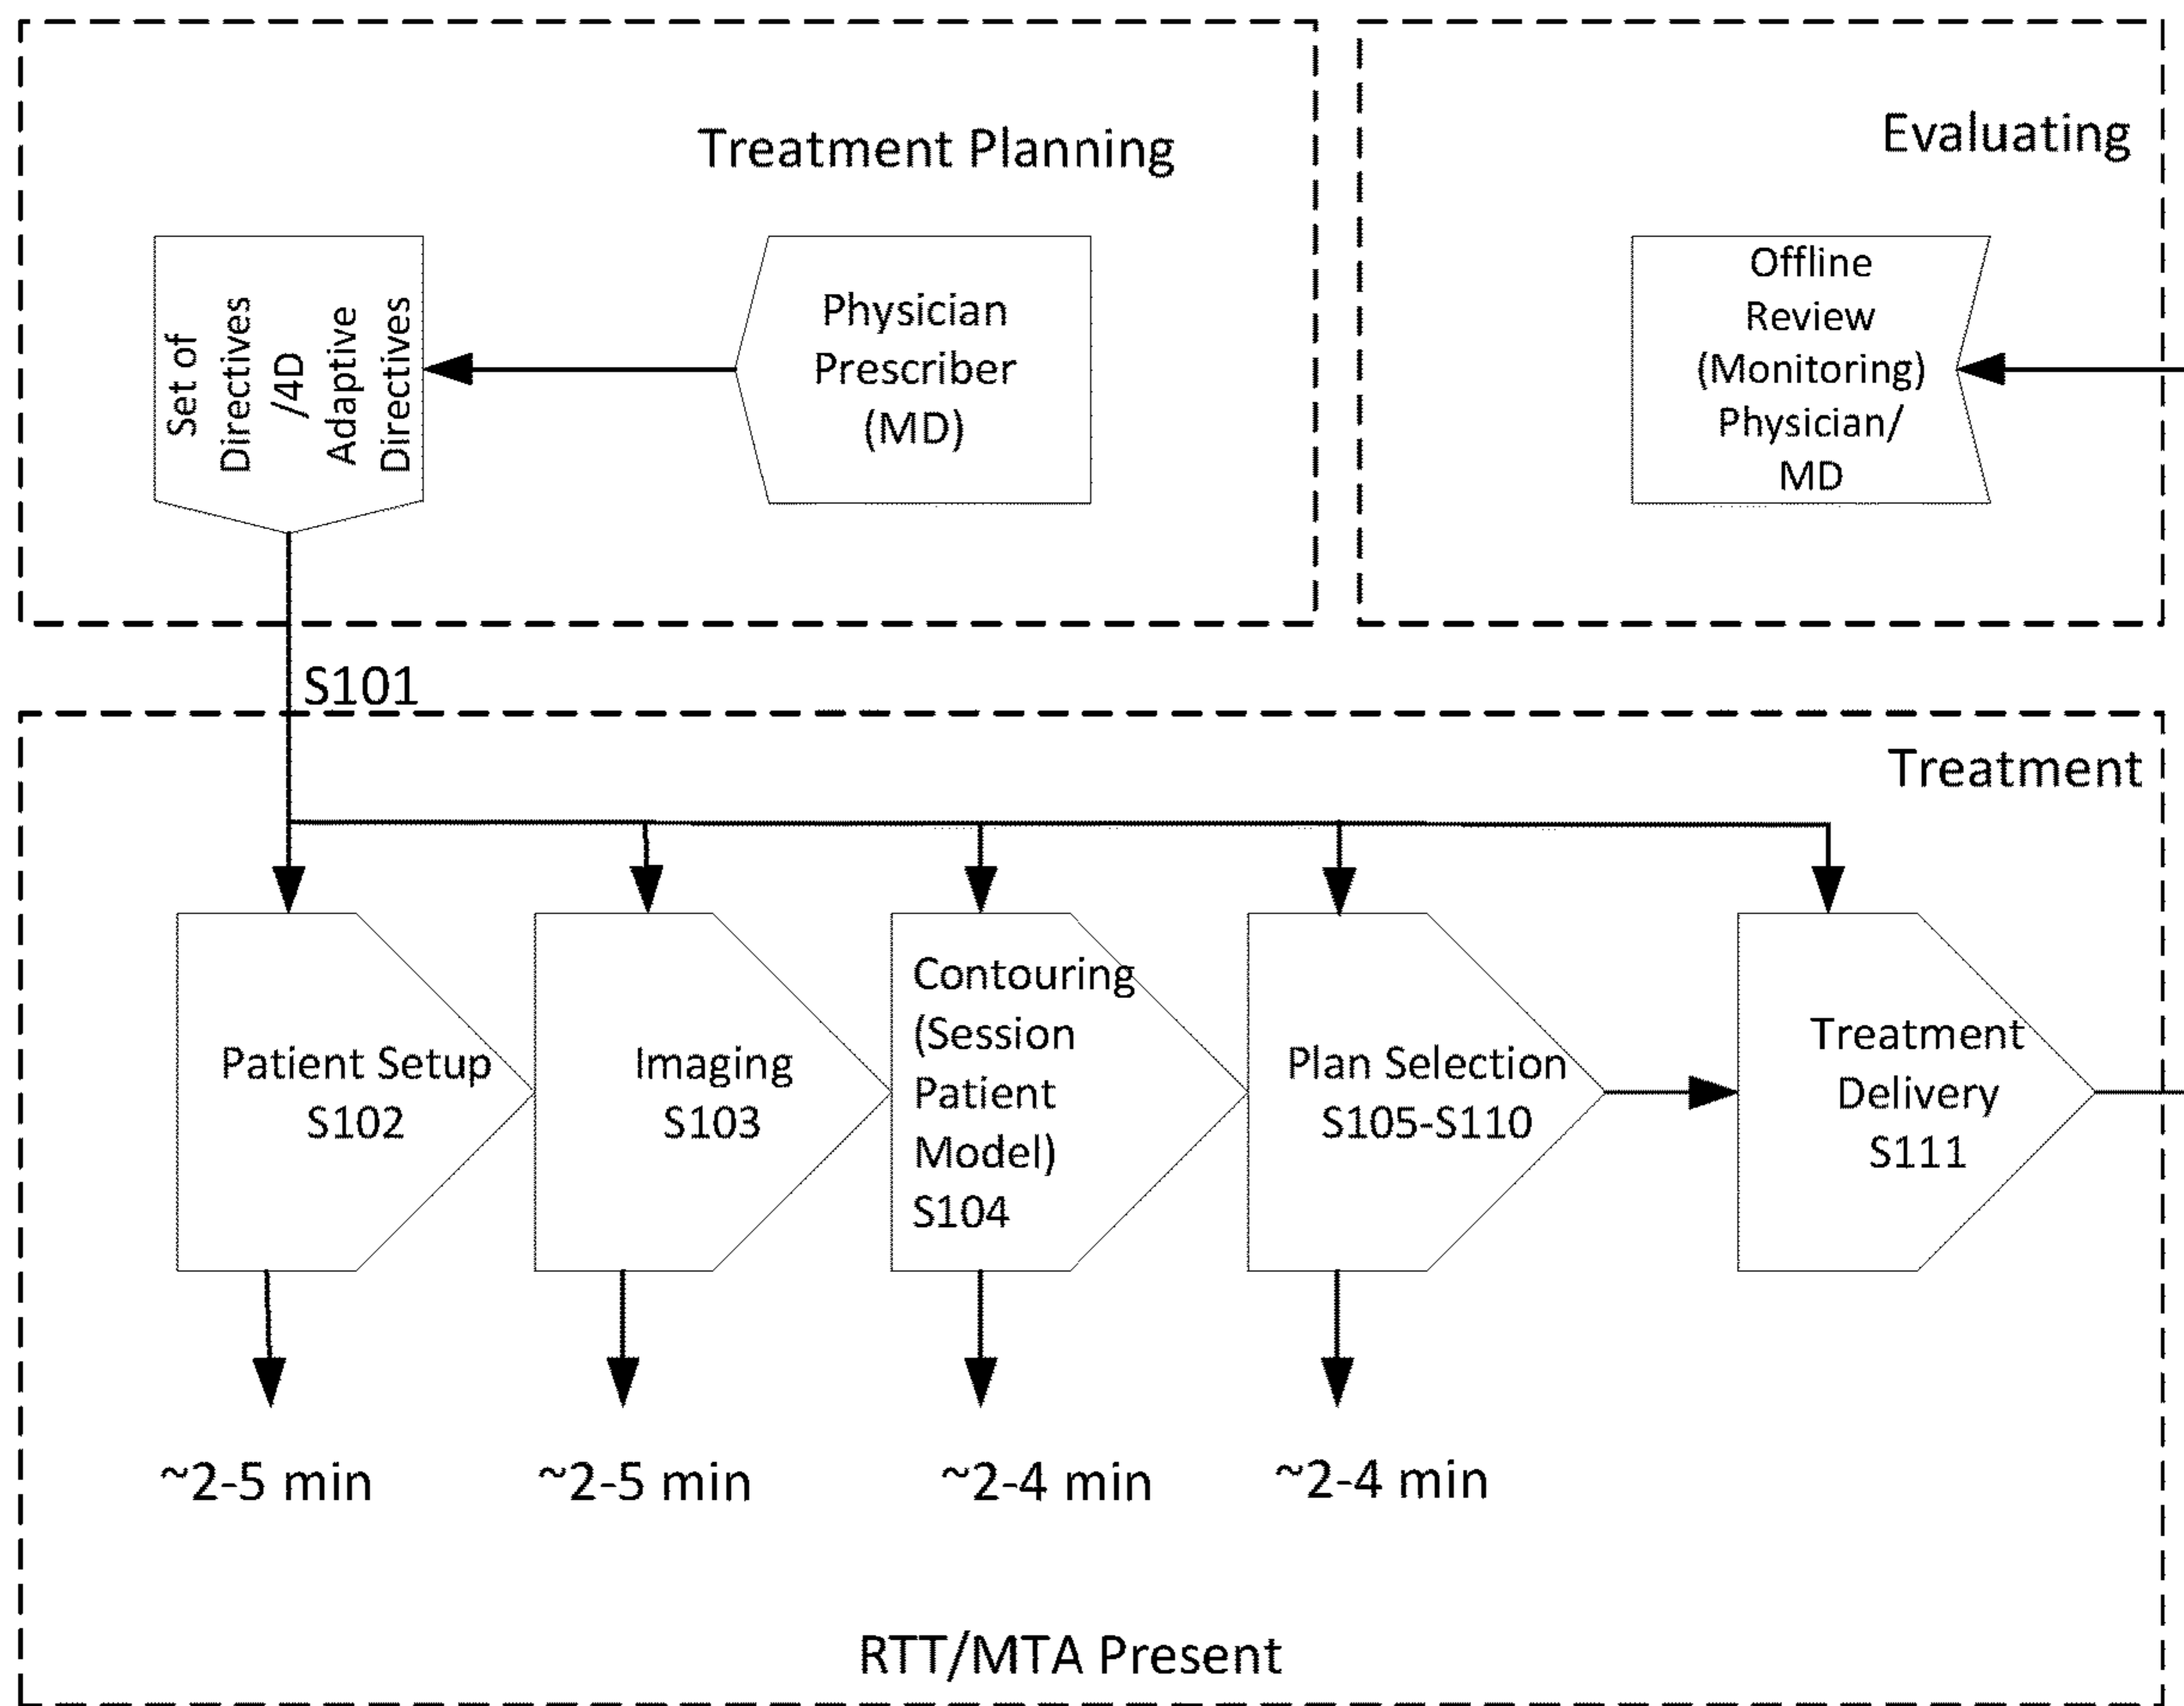 Treatment Planning
Set of
Directives
/4D
Adaptive
Directives
Physician
Prescriber
(MD)
Evaluating
Offline
Review
(Monitoring)
Physician/
MD
S101
Treatment
Patient Setup
S102
Imaging
S103
Contouring
(Session
Patient
Model)
S104
Plan Selection
S105-S110
Treatment
Delivery
S111
~2-5 min
~2-5 min
~2-4 min
~2-4 min
RTT/MTA Present